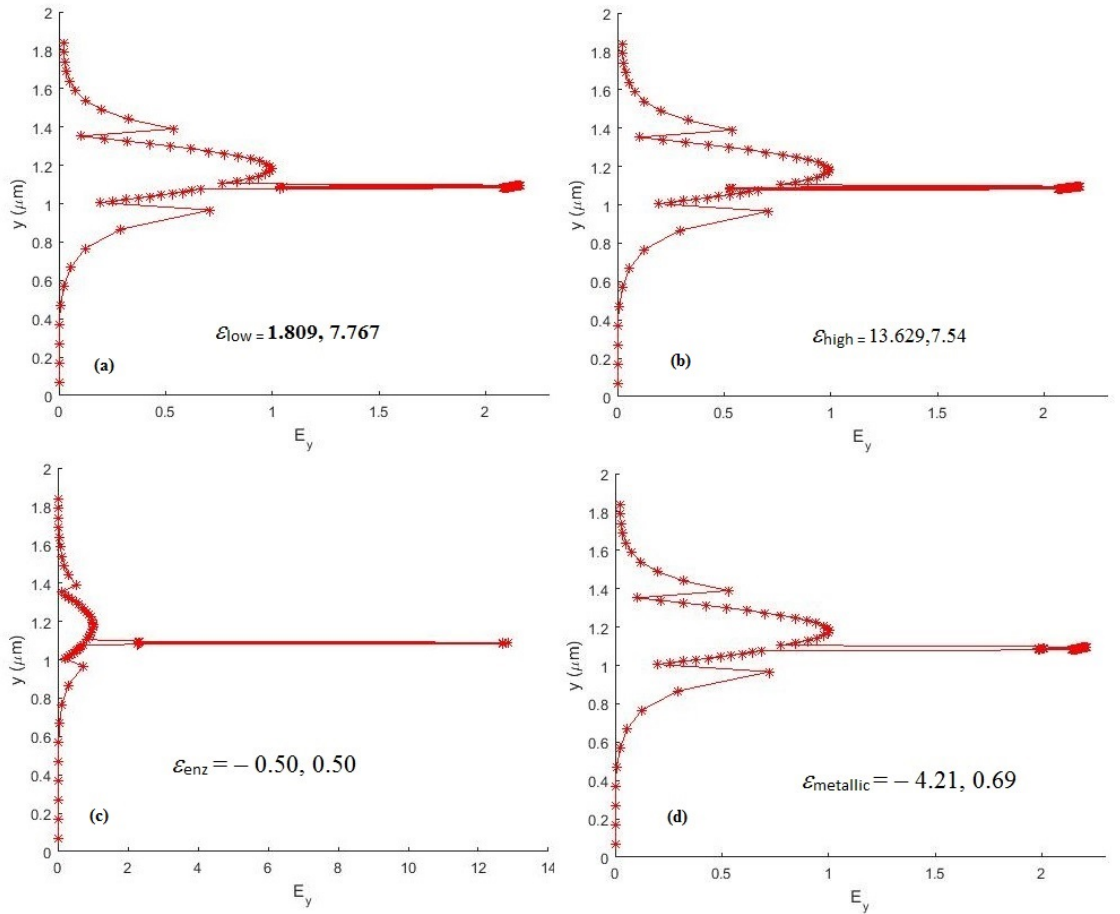 2
1.8
1.6
1.4
1.2
1
0.8
0.6
0.4
0.2
0
y (μm)
εlow = 1.809, 7.767
(a)
0 0.5 1 1.5 2
Ey
2
1.8
1.6
1.4
1.2
1
0.8
0.6
0.4
0.2
0
y (μm)
εhigh = 13.629,7.54
(b)
0 0.5 1 1.5 2
Ey
2
1.8
1.6
1.4
1.2
1
0.8
0.6
0.4
0.2
0
y (μm)
εenz = – 0.50, 0.50
(c)
0 2 4 6 8 10 12 14
Ey
2
1.8
1.6
1.4
1.2
1
0.8
0.6
0.4
0.2
0
y (μm)
εmetallic = – 4.21, 0.69
(d)
0 0.5 1 1.5 2
Ey